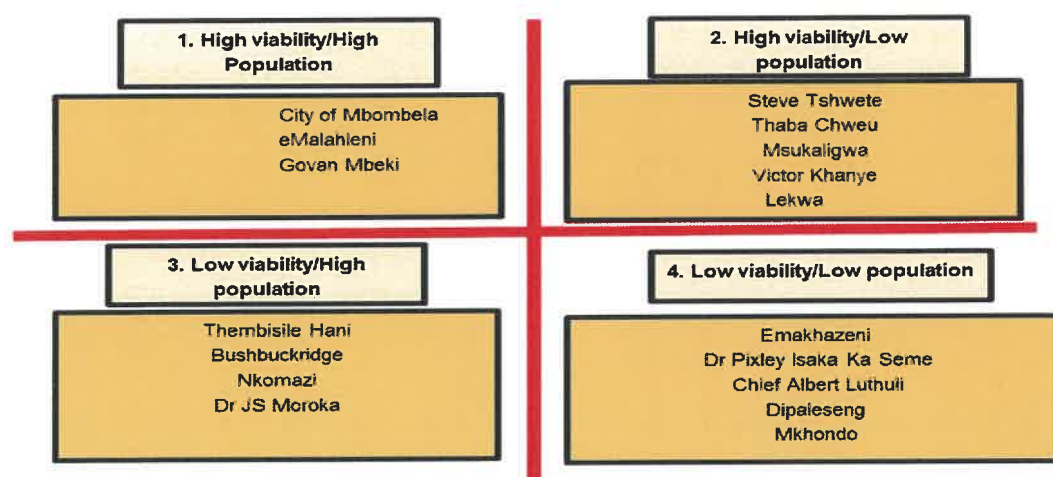 1. High viability/High
Population
City of Mbombela
eMalahleni
Govan Mbeki
2. High viability/Low
population
Steve Tshwete
Thaba Chweu
Msukaligwa
Victor Khanye
Lekwa
3. Low viability/High
population
Thembisile Hani
Bushbuckridge
Nkomazi
Dr JS Moroka
4. Low viability/Low population
Emakhazeni
Dr Pixley Isaka Ka Seme
Chief Albert Luthuli
Dipaleseng
Mkhondo